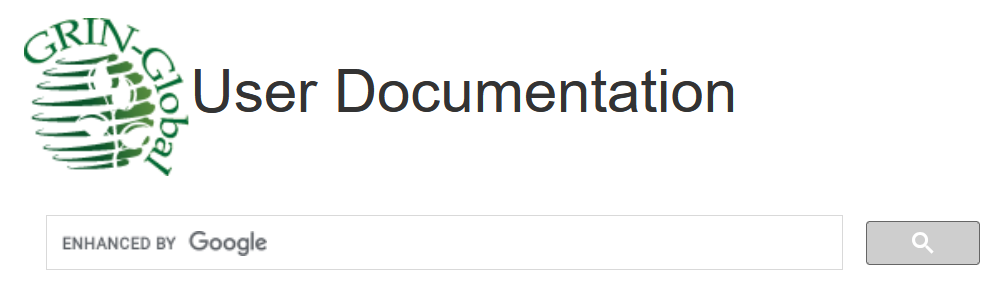 GRIN-Global
User Documentation
ENHANCED BY Google